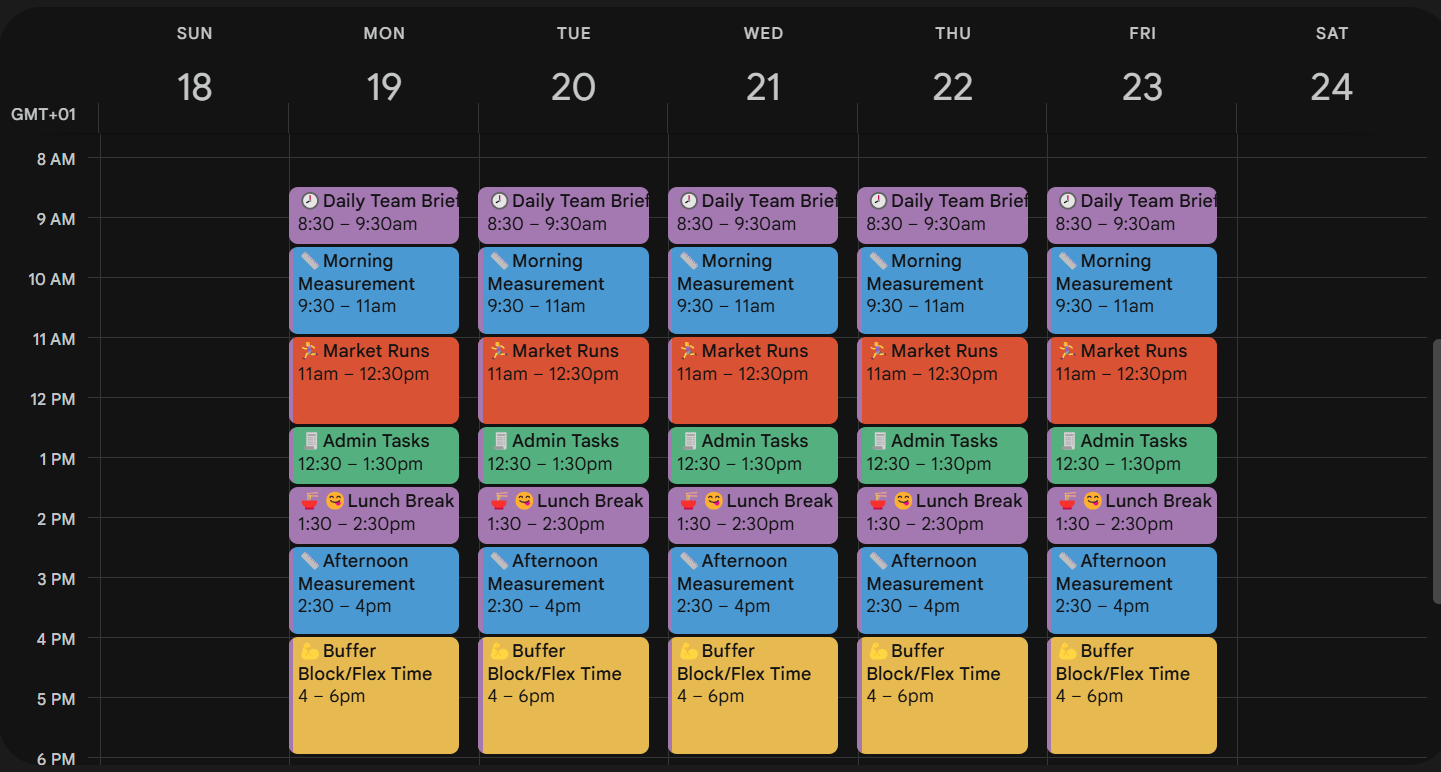 SUN MON TUE WED THU FRI SAT
18 19 20 21 22 23 24
GMT+01
8 AM
9 AM
10 AM
11 AM
12 PM
1 PM
2 PM
3 PM
4 PM
5 PM
6 PM
Daily Team Brief
8:30 – 9:30am
Morning
Measurement
9:30 – 11am
Market Runs
11am – 12:30pm
Admin Tasks
12:30 – 1:30pm
Lunch Break
1:30 – 2:30pm
Afternoon
Measurement
2:30 – 4pm
Buffer
Block/Flex Time
4 – 6pm
Daily Team Brief
8:30 – 9:30am
Morning
Measurement
9:30 – 11am
Market Runs
11am – 12:30pm
Admin Tasks
12:30 – 1:30pm
Lunch Break
1:30 – 2:30pm
Afternoon
Measurement
2:30 – 4pm
Buffer
Block/Flex Time
4 – 6pm
Daily Team Brief
8:30 – 9:30am
Morning
Measurement
9:30 – 11am
Market Runs
11am – 12:30pm
Admin Tasks
12:30 – 1:30pm
Lunch Break
1:30 – 2:30pm
Afternoon
Measurement
2:30 – 4pm
Buffer
Block/Flex Time
4 – 6pm
Daily Team Brief
8:30 – 9:30am
Morning
Measurement
9:30 – 11am
Market Runs
11am – 12:30pm
Admin Tasks
12:30 – 1:30pm
Lunch Break
1:30 – 2:30pm
Afternoon
Measurement
2:30 – 4pm
Buffer
Block/Flex Time
4 – 6pm
Daily Team Brief
8:30 – 9:30am
Morning
Measurement
9:30 – 11am
Market Runs
11am – 12:30pm
Admin Tasks
12:30 – 1:30pm
Lunch Break
1:30 – 2:30pm
Afternoon
Measurement
2:30 – 4pm
Buffer
Block/Flex Time
4 – 6pm